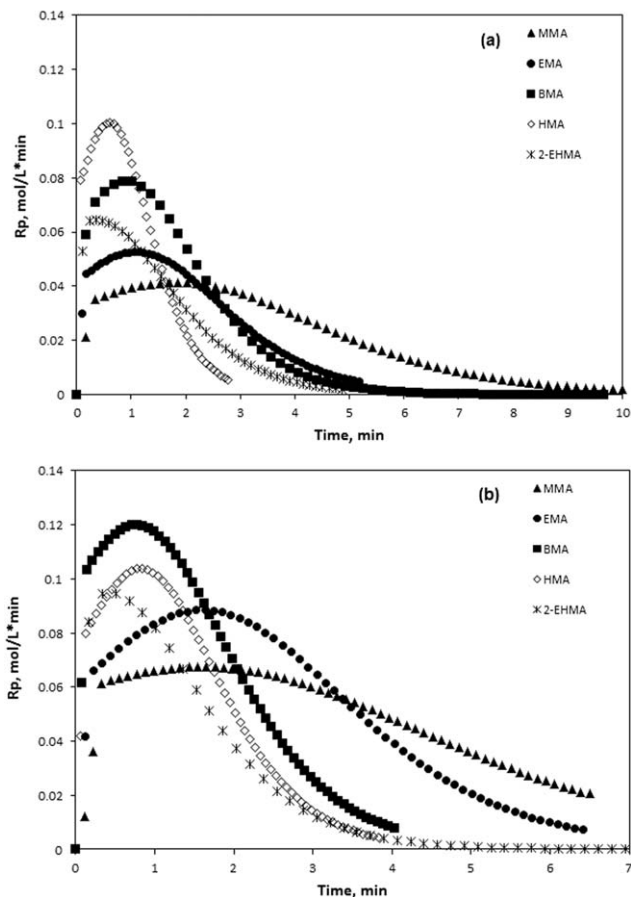 0.14
(a)
MMA
0.12
EMA
0.1
BMA
HMA
0.08
2-EHMA
Rp, mol/L*min
0.06
0.04
0.02
0
0 1 2 3 4 5 6 7 8 9 10
Time, min
0.14
(b)
MMA
0.12
EMA
0.1
BMA
HMA
0.08
2-EHMA
Rp, mol/L*min
0.06
0.04
0.02
0
0 1 2 3 4 5 6 7
Time, min